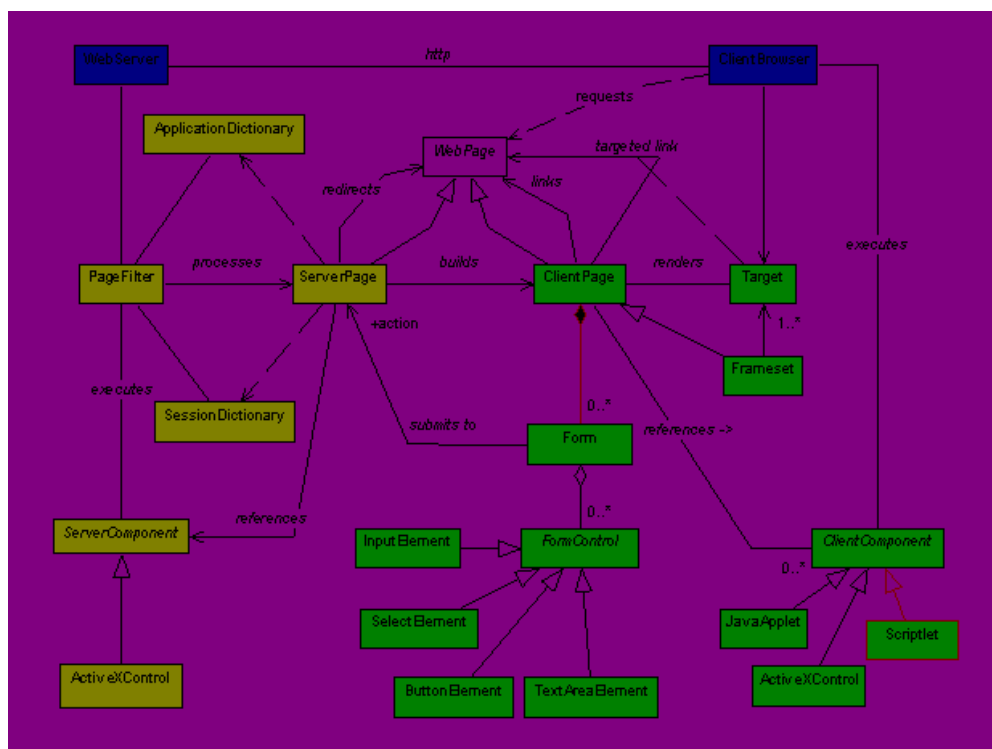 WebServer
http
ClientBrowser
requests
ApplicationDictionary
WebPage
targeted link
redirects
links
executes
PageFilter
processes
ServerPage
builds
ClientPage
renders
Target
+action
1..*
Frameset
executes
SessionDictionary
0..*
submits to
Form
references ->
references
0..*
ServerComponent
InputElement
FormControl
ClientComponent
0..*
SelectElement
JavaApplet
Scriptlet
ActiveXControl
ButtonElement
TextAreaElement
ActiveXControl